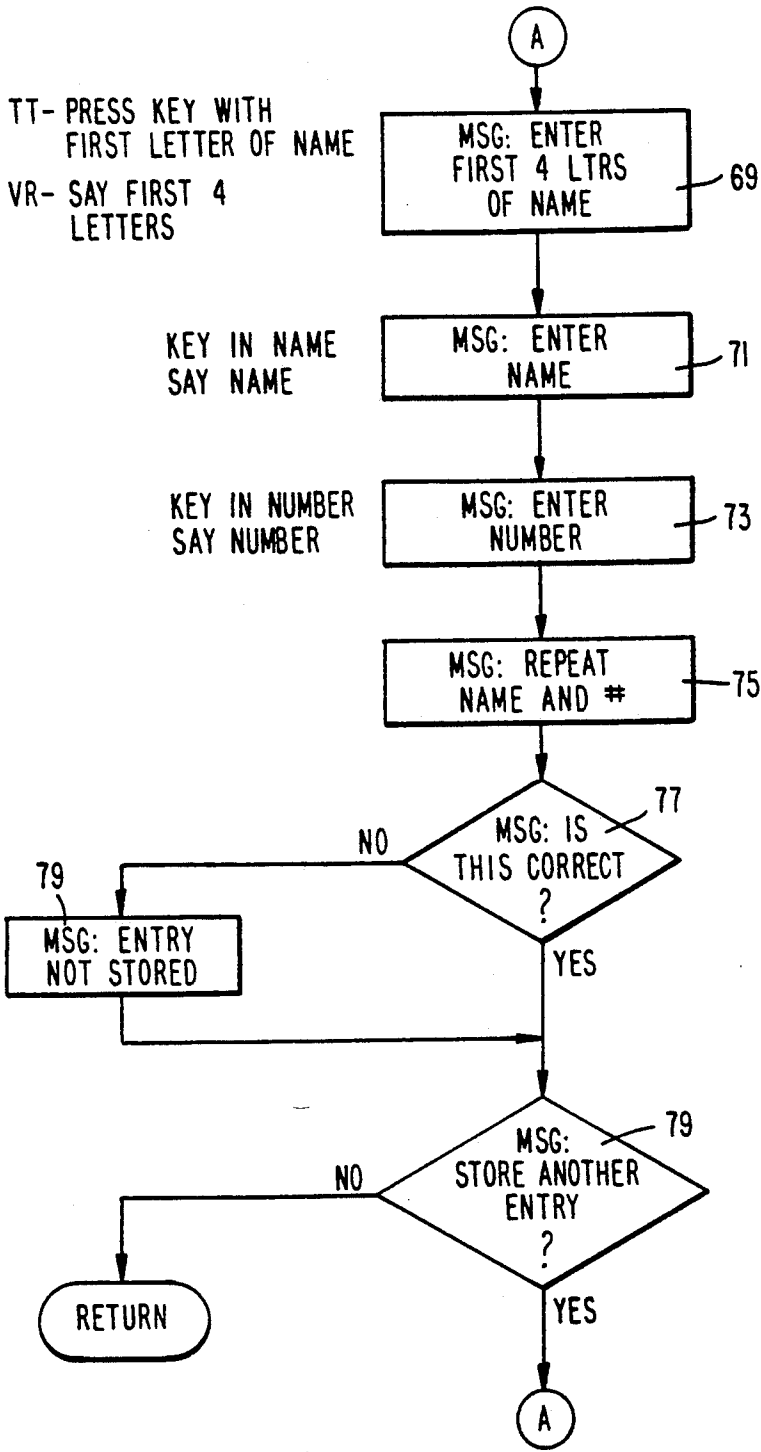 A
TT- PRESS KEY WITH
FIRST LETTER OF NAME
VR- SAY FIRST 4
LETTERS
MSG: ENTER
FIRST 4 LTRS
OF NAME
69
KEY IN NAME
SAY NAME
MSG: ENTER
NAME
71
KEY IN NUMBER
SAY NUMBER
MSG: ENTER
NUMBER
73
MSG: REPEAT
NAME AND #
75
77
MSG: IS
THIS CORRECT
?
NO
YES
79
MSG: ENTRY
NOT STORED
79
MSG:
STORE ANOTHER
ENTRY
?
NO
YES
RETURN
A